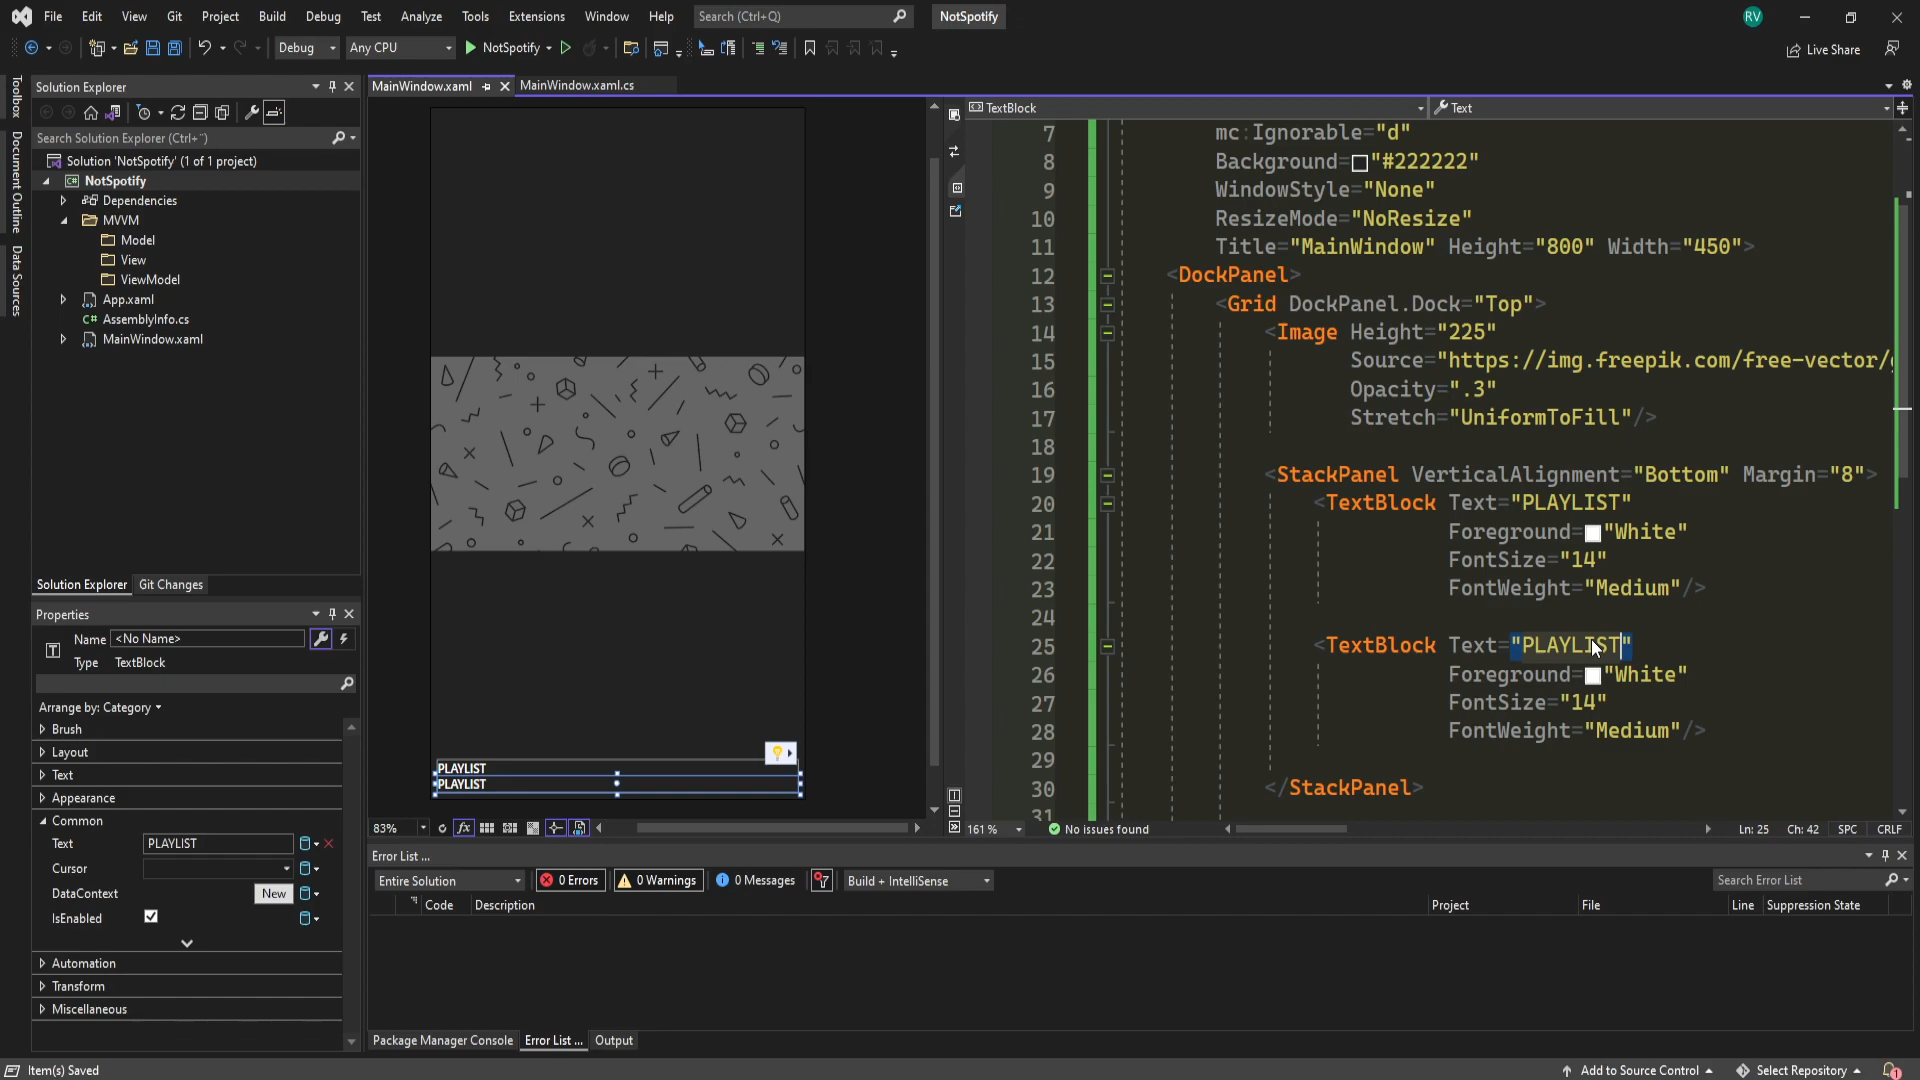 File Edit View Git Project Build Debug Test Analyze Tools Extensions Window Help Search (Ctrl+Q) NotSpotify RV
Debug Any CPU NotSpotify Live Share
Toolbox
Document Outline
Data Sources
Solution Explorer
Search Solution Explorer (Ctrl+¨)
Solution 'NotSpotify' (1 of 1 project)
NotSpotify
Dependencies
MVVM
Model
View
ViewModel
App.xaml
AssemblyInfo.cs
MainWindow.xaml
Solution Explorer Git Changes
Properties
Name <No Name>
Type TextBlock
Arrange by: Category
Brush
Layout
Text
Appearance
Common
Text PLAYLIST
Cursor
DataContext New
IsEnabled
Automation
Transform
Miscellaneous
MainWindow.xaml MainWindow.xaml.cs
PLAYLIST
PLAYLIST
83% fx
TextBlock Text
7 mc:Ignorable="d"
8 Background="#222222"
9 WindowStyle="None"
10 ResizeMode="NoResize"
11 Title="MainWindow" Height="800" Width="450">
12 <DockPanel>
13 <Grid DockPanel.Dock="Top">
14 <Image Height="225"
15 Source="https://img.freepik.com/free-vector/
16 Opacity=".3"
17 Stretch="UniformToFill"/>
18
19 <StackPanel VerticalAlignment="Bottom" Margin="8">
20 <TextBlock Text="PLAYLIST"
21 Foreground="White"
22 FontSize="14"
23 FontWeight="Medium"/>
24
25 <TextBlock Text="PLAYLIST"
26 Foreground="White"
27 FontSize="14"
28 FontWeight="Medium"/>
29
30 </StackPanel>
31
161 % No issues found Ln: 25 Ch: 42 SPC CRLF
Error List ...
Entire Solution 0 Errors 0 Warnings 0 Messages Build + IntelliSense Search Error List
Code Description Project File Line Suppression State
Package Manager Console Error List ... Output
Item(s) Saved Add to Source Control Select Repository 1